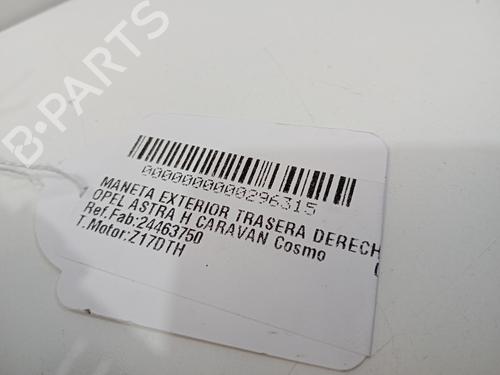 B-PARTS
0000000000296315
MANETA EXTERIOR TRASERA DERECH
OPEL ASTRA H CARAVAN Cosmo
Ref.Fab:24463750
T.Motor:Z17DTH